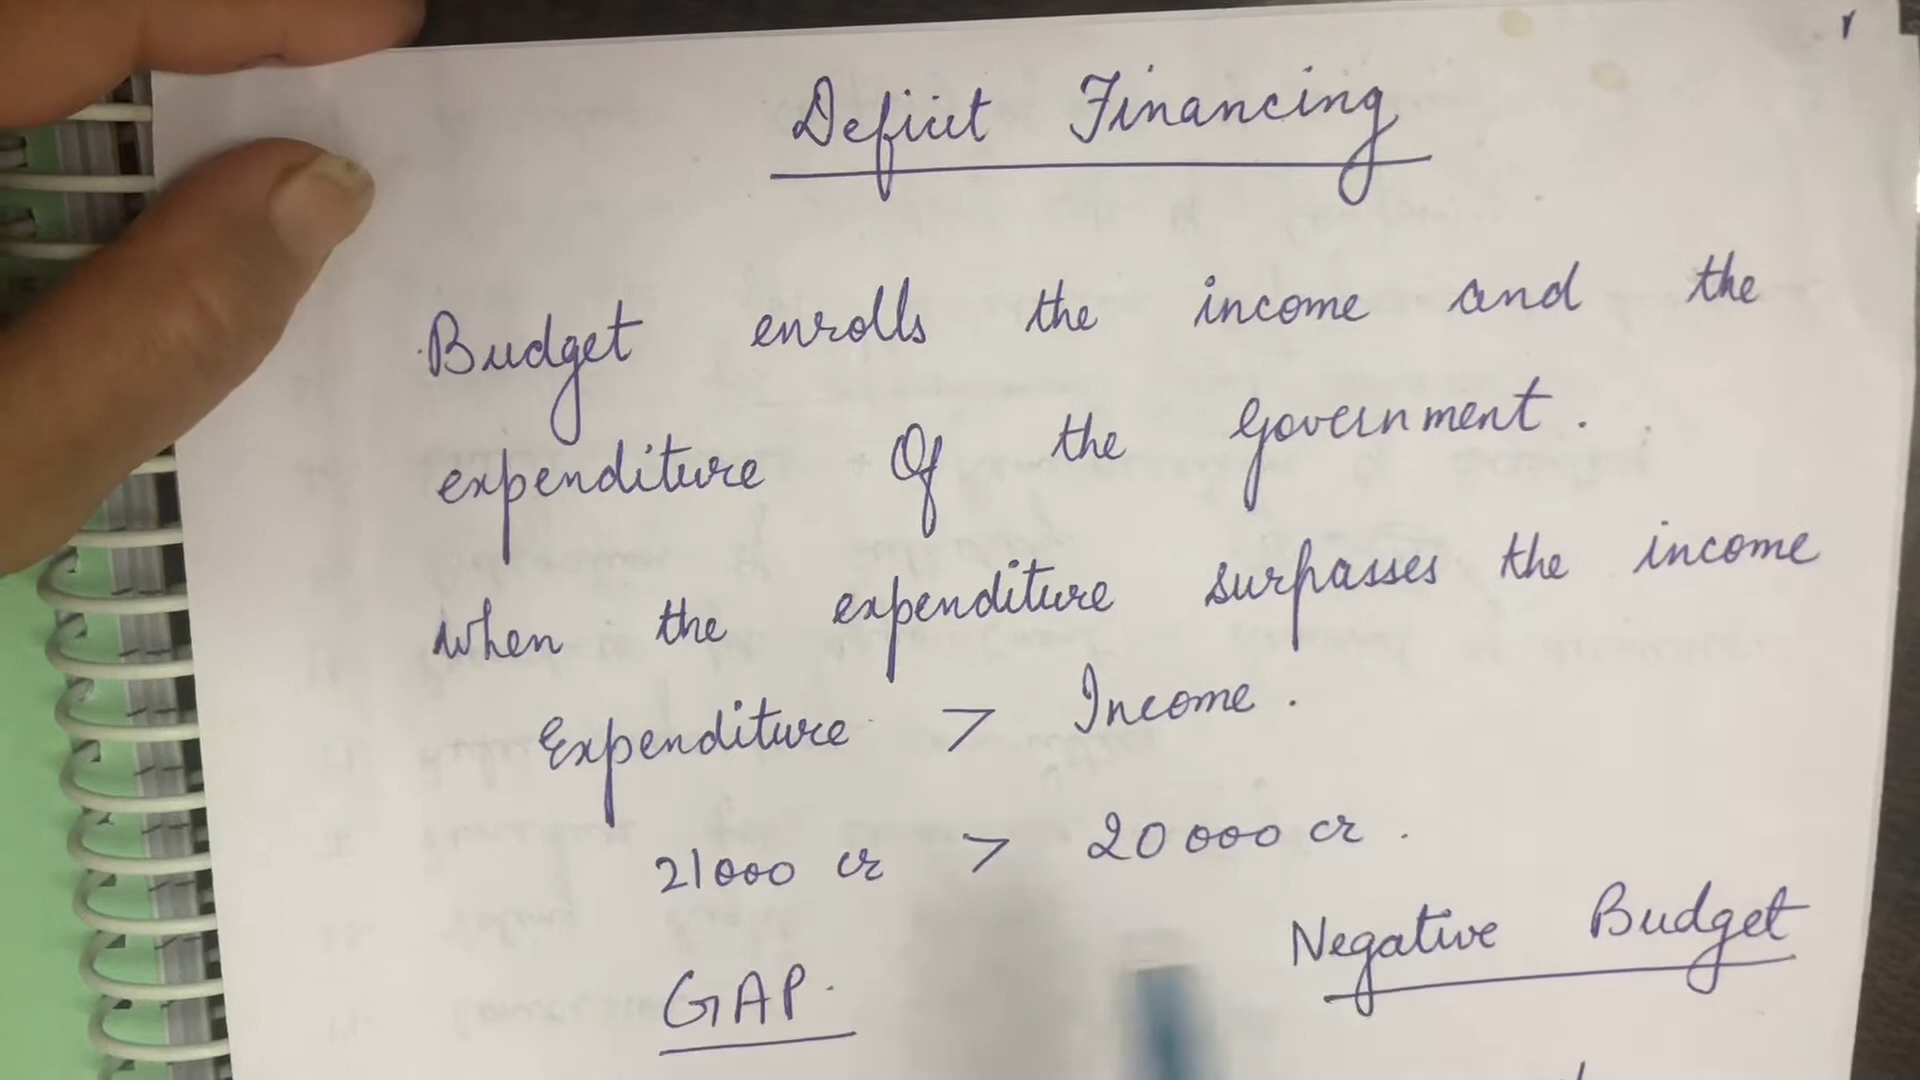 Deficit Financing
Budget enrolls the income and the
expenditure Of the government.
when the expenditure surpasses the income
Expenditure > Income.
21000 cr > 20000 cr.
Negative Budget
GAP.